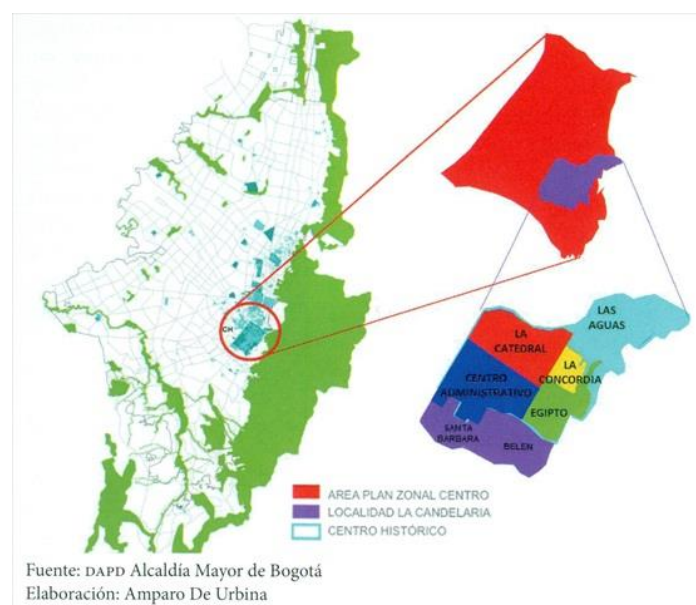 CH
LAS
AGUAS
LA
CATEDRAL
LA
CONCORDIA
CENTRO
ADMINISTRATIVO
EGIPTO
SANTA
BARBARA
BELEN
AREA PLAN ZONAL CENTRO
LOCALIDAD LA CANDELARIA
CENTRO HISTÓRICO
Fuente: DAPD Alcaldía Mayor de Bogotá
Elaboración: Amparo De Urbina